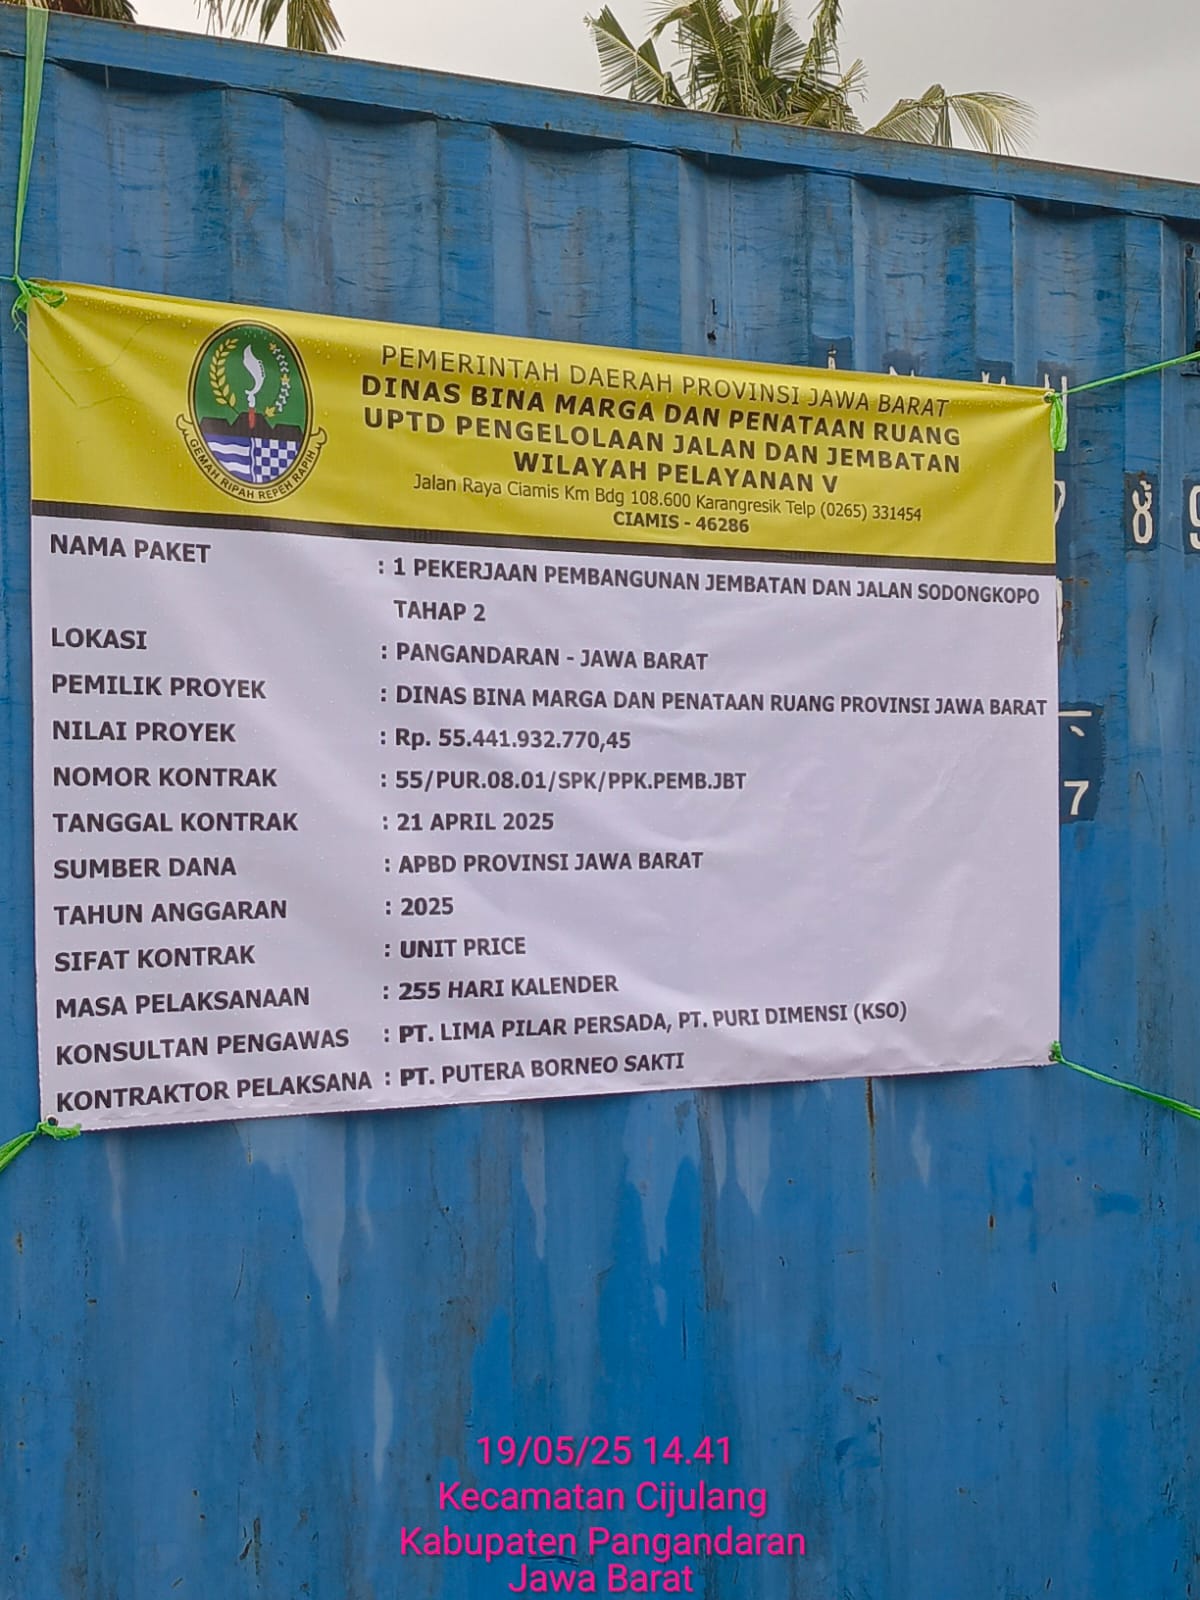 GEMAH RIPAH REPEH RAPIH
PEMERINTAH DAERAH PROVINSI JAWA BARAT
DINAS BINA MARGA DAN PENATAAN RUANG
UPTD PENGELOLAAN JALAN DAN JEMBATAN
WILAYAH PELAYANAN V
Jalan Raya Ciamis Km Bdg 108.600 Karangresik Telp (0265) 331454
CIAMIS - 46286
NAMA PAKET : 1 PEKERJAAN PEMBANGUNAN JEMBATAN DAN JALAN SODONGKOPO
TAHAP 2
LOKASI : PANGANDARAN - JAWA BARAT
PEMILIK PROYEK : DINAS BINA MARGA DAN PENATAAN RUANG PROVINSI JAWA BARAT
NILAI PROYEK : Rp. 55.441.932.770,45
NOMOR KONTRAK : 55/PUR.08.01/SPK/PPK.PEMB.JBT
TANGGAL KONTRAK : 21 APRIL 2025
SUMBER DANA : APBD PROVINSI JAWA BARAT
TAHUN ANGGARAN : 2025
SIFAT KONTRAK : UNIT PRICE
MASA PELAKSANAAN : 255 HARI KALENDER
KONSULTAN PENGAWAS : PT. LIMA PILAR PERSADA, PT. PURI DIMENSI (KSO)
KONTRAKTOR PELAKSANA : PT. PUTERA BORNEO SAKTI
8
7
19/05/25 14.41
Kecamatan Cijulang
Kabupaten Pangandaran
Jawa Barat